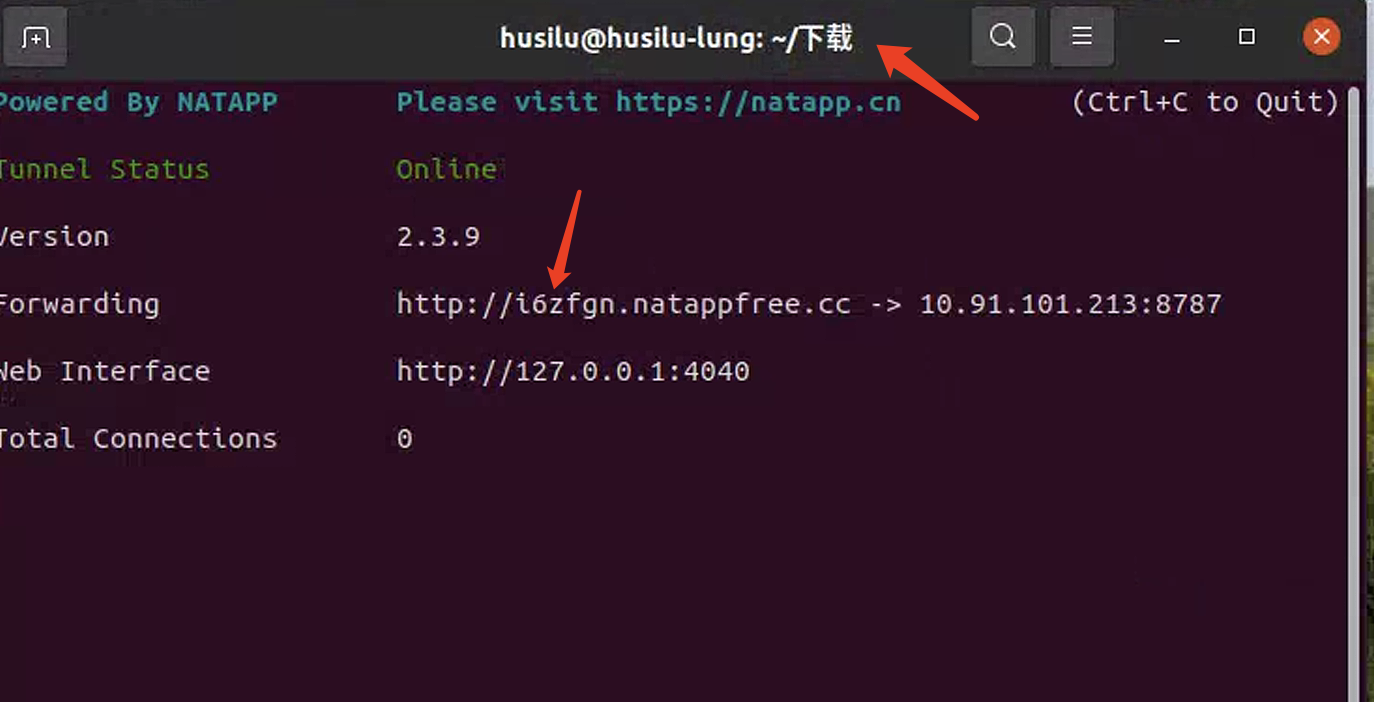 husilu@husilu-lung: ~/下载
Powered By NATAPP Please visit https://natapp.cn (Ctrl+C to Quit)
Tunnel Status Online
Version 2.3.9
Forwarding http://i6zfgn.natappfree.cc -> 10.91.101.213:8787
Web Interface http://127.0.0.1:4040
Total Connections 0